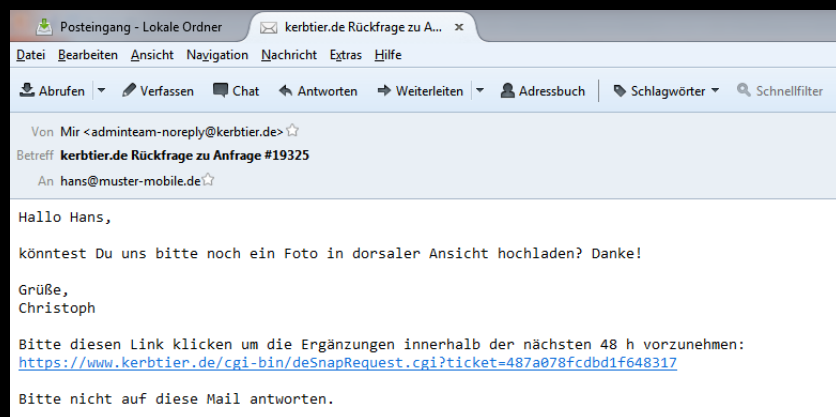 Posteingang - Lokale Ordner
kerbtier.de Rückfrage zu A... ×
Datei Bearbeiten Ansicht Navigation Nachricht Extras Hilfe
Abrufen Verfassen Chat Antworten Weiterleiten Adressbuch Schlagwörter Schnellfilter
Von Mir <adminteam-noreply@kerbtier.de>
Betreff kerbtier.de Rückfrage zu Anfrage #19325
An hans@muster-mobile.de
Hallo Hans,
könntest Du uns bitte noch ein Foto in dorsaler Ansicht hochladen? Danke!
Grüße,
Christoph
Bitte diesen Link klicken um die Ergänzungen innerhalb der nächsten 48 h vorzunehmen:
https://www.kerbtier.de/cgi-bin/deSnapRequest.cgi?ticket=487a078fcdbd1f648317
Bitte nicht auf diese Mail antworten.